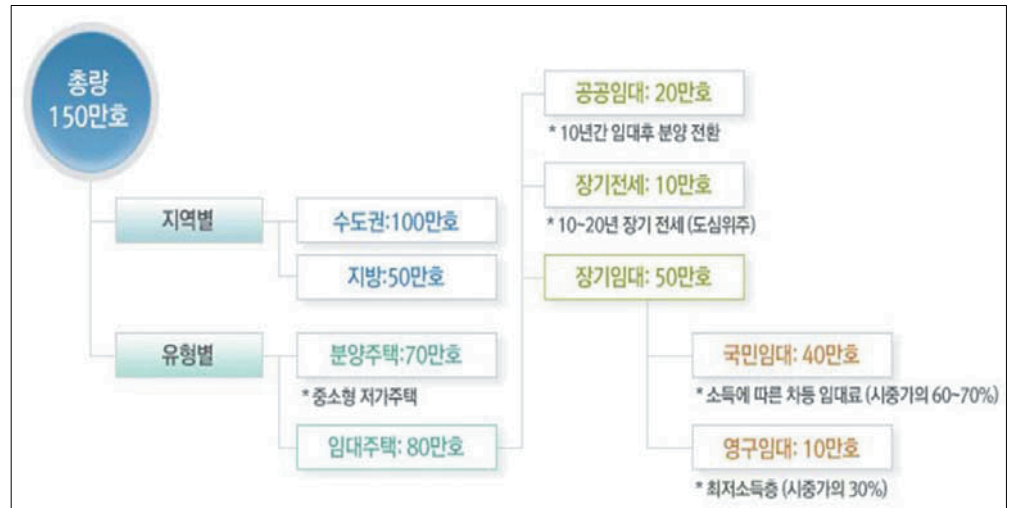 총량
150만호
지역별
수도권:100만호
지방:50만호
유형별
분양주택:70만호
* 중소형 저가주택
임대주택: 80만호
공공임대: 20만호
* 10년간 임대후 분양 전환
장기전세: 10만호
* 10~20년 장기 전세 (도심위주)
장기임대: 50만호
국민임대: 40만호
* 소득에 따른 차등 임대료 (시중가의 60~70%)
영구임대: 10만호
* 최저소득층 (시중가의 30%)